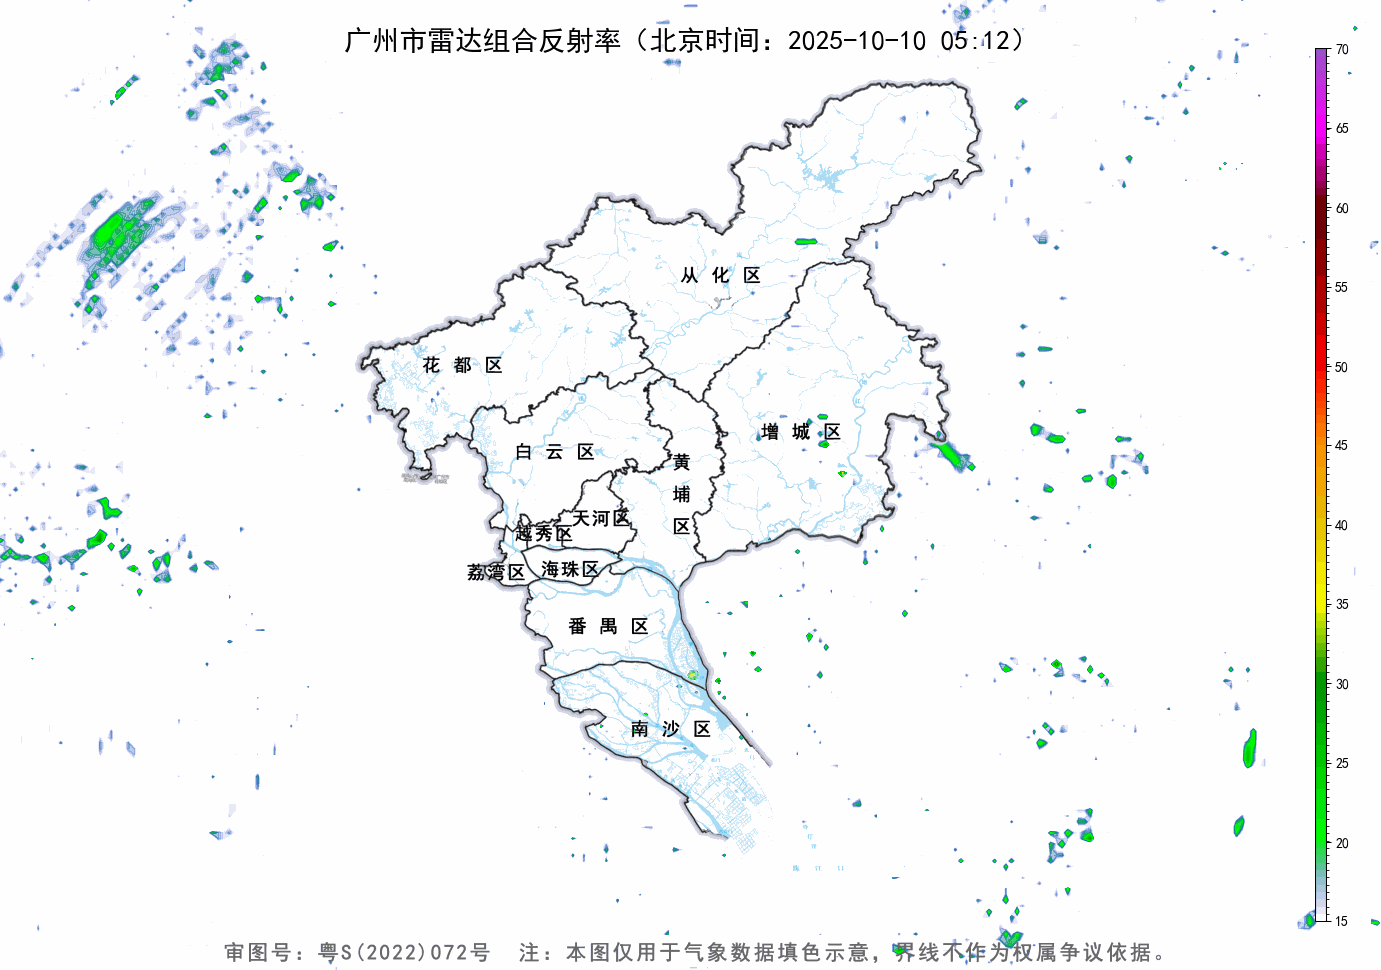 广州市雷达组合反射率（北京时间：2025-10-10 05:12）
70
65
60
55
50
45
40
35
30
25
20
15
从化区
花都区
增城区
白云区
黄埔区
天河区
越秀区
海珠区
荔湾区
番禺区
南沙区
审图号：粤S(2022)072号 注：本图仅用于气象数据填色示意，界线不作为权属争议依据。